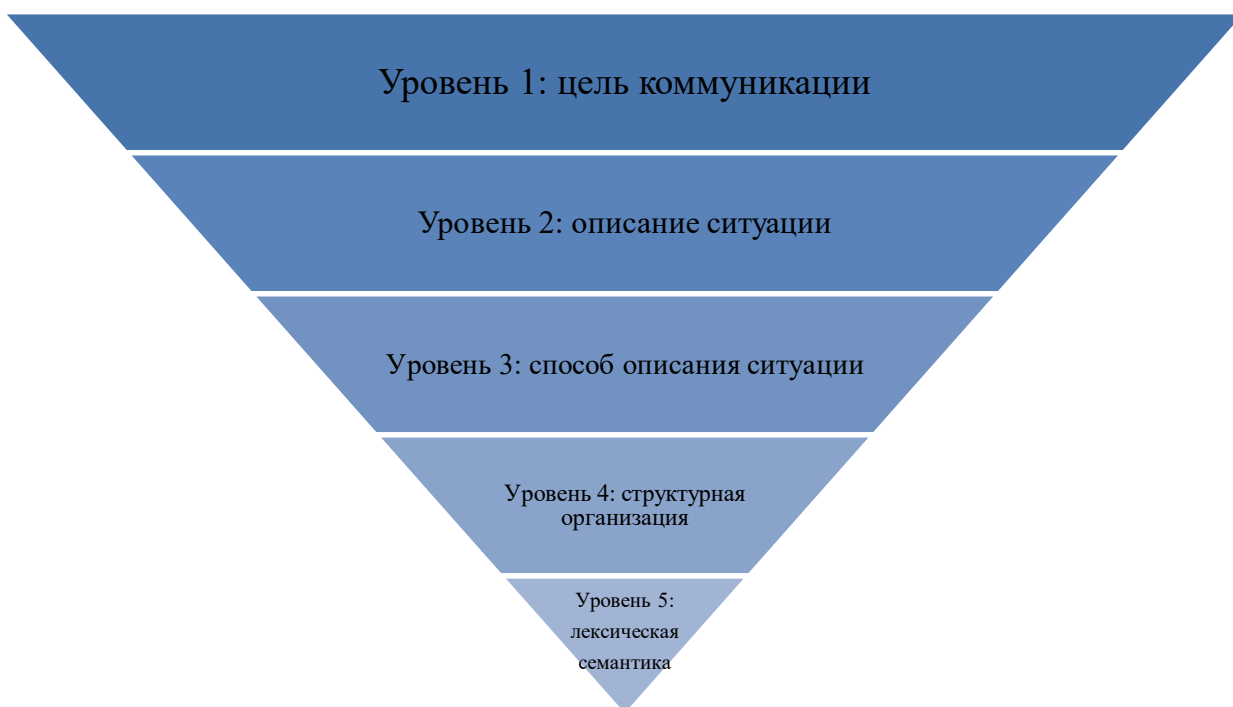 Уровень 1: цель коммуникации
Уровень 2: описание ситуации
Уровень 3: способ описания ситуации
Уровень 4: структурная
организация
Уровень 5:
лексическая
семантика